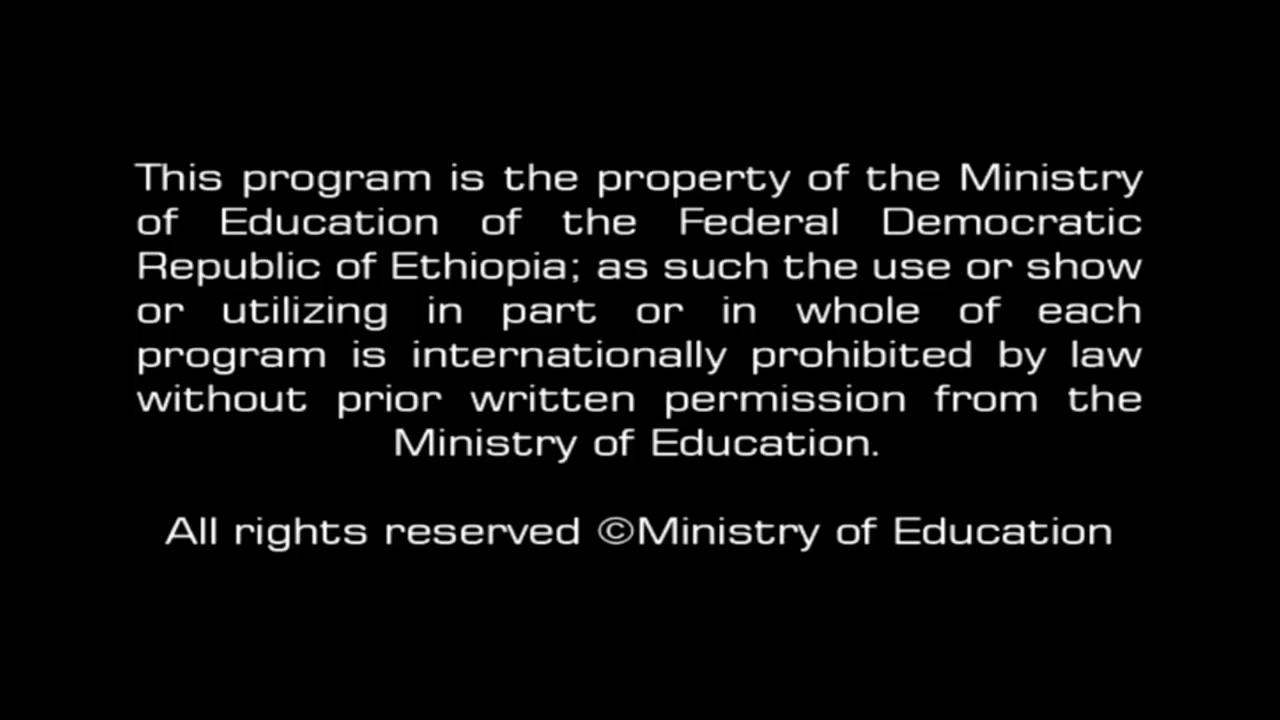 This program is the property of the Ministry
of Education of the Federal Democratic
Republic of Ethiopia; as such the use or show
or utilizing in part or in whole of each
program is internationally prohibited by law
without prior written permission from the
Ministry of Education.
All rights reserved ©Ministry of Education